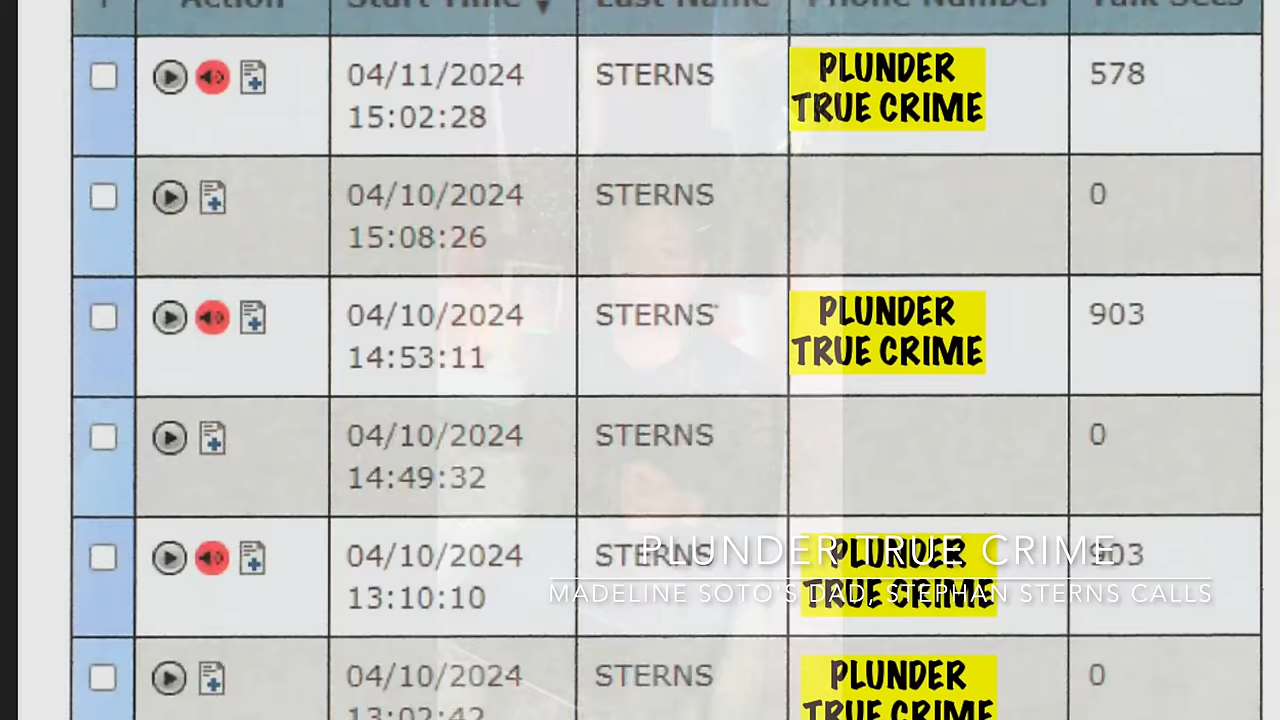 Action Start Time Last Name Phone Number Talk Secs
04/11/2024 STERNS PLUNDER 578
15:02:28 TRUE CRIME
04/10/2024 STERNS 0
15:08:26
04/10/2024 STERNS PLUNDER 903
14:53:11 TRUE CRIME
04/10/2024 STERNS 0
14:49:32
04/10/2024 STERNS PLUNDER 903
13:10:10 TRUE CRIME
PLUNDER TRUE CRIME
MADELINE SOTO'S DAD, STEPHAN STERNS CALLS
04/10/2024 STERNS PLUNDER 0
13:02:42 TRUE CRIME